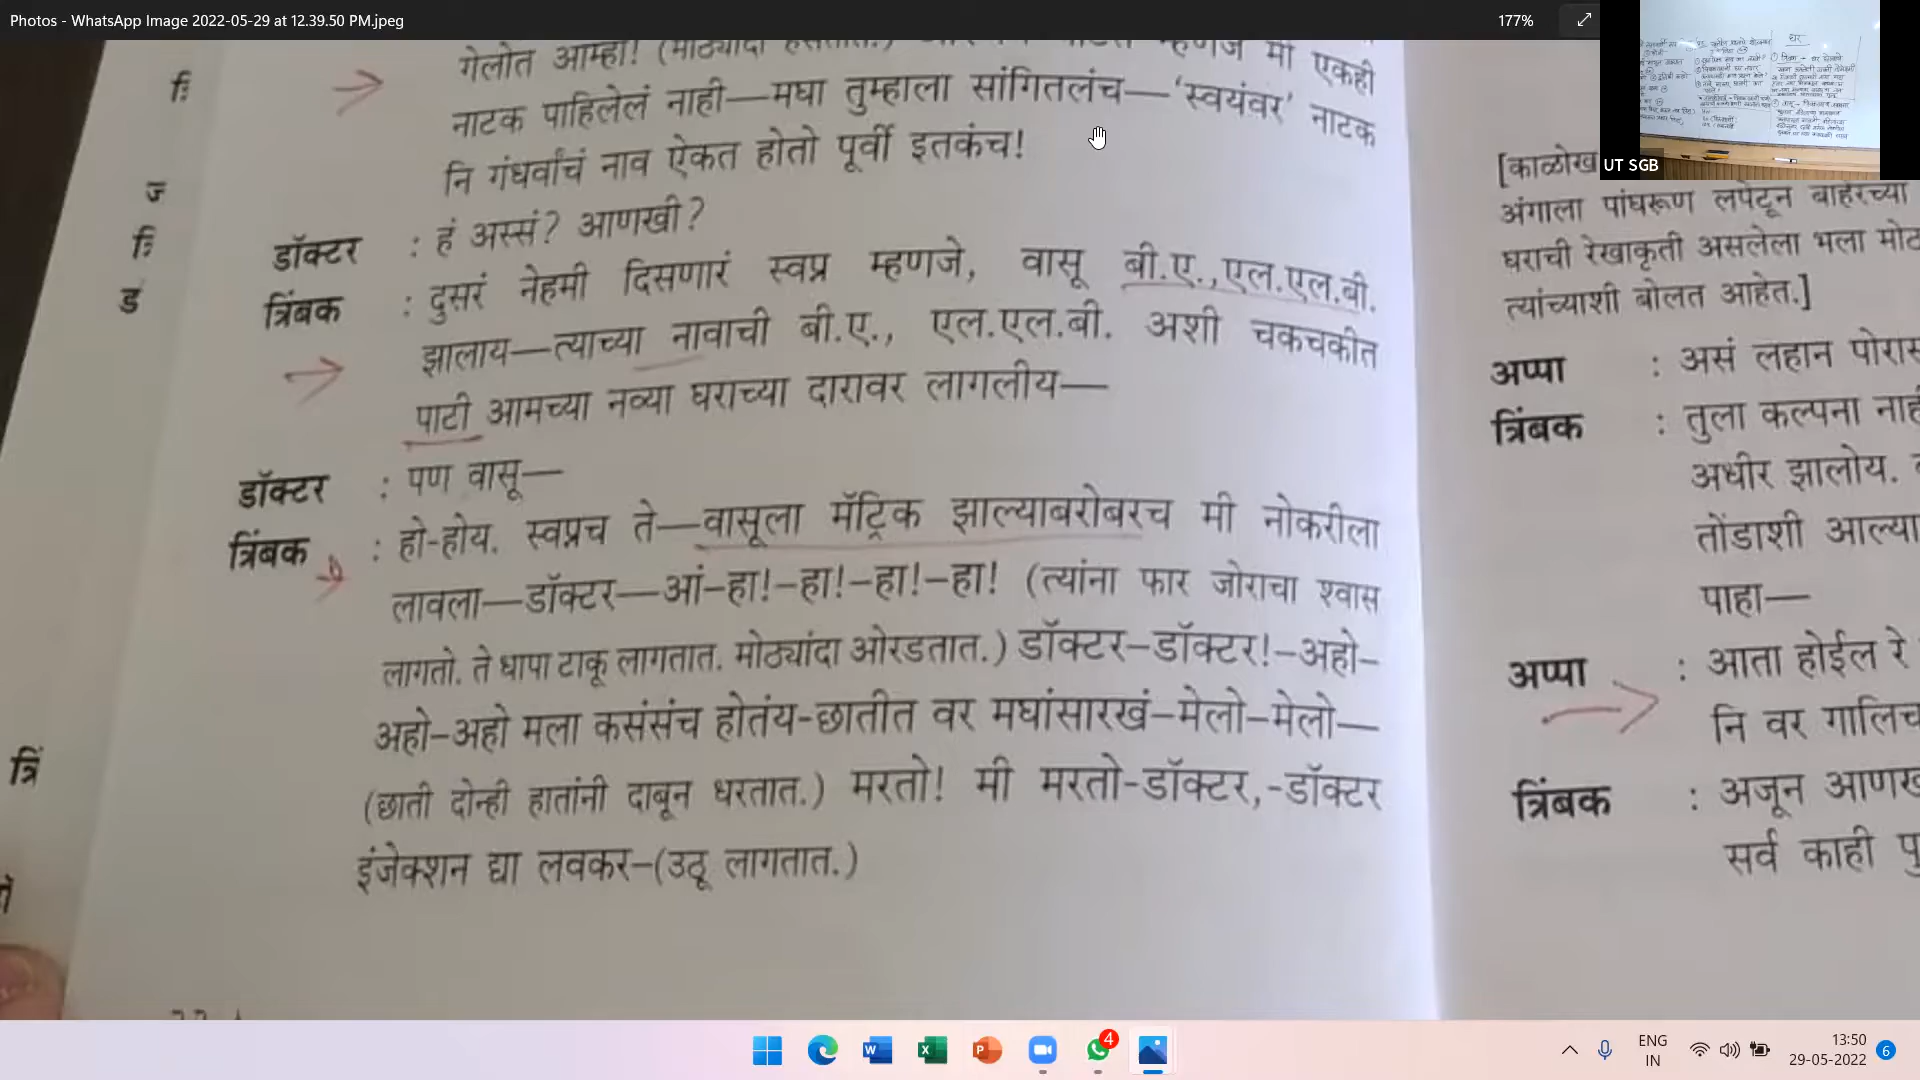 Photos - WhatsApp Image 2022-05-29 at 12.39.50 PM.jpeg
177%
UT SGB
गेलोत आम्हा! म्हणजे मी एकही
नाटक पाहिलेलं नाही—मघा तुम्हाला सांगितलंच—‘स्वयंवर’ नाटक
नि गंधर्वांचं नाव ऐकत होतो पूर्वी इतकंच!
डॉक्टर : हं अस्सं? आणखी?
त्रिंबक : दुसरं नेहमी दिसणारं स्वप्न म्हणजे, वासू बी.ए.,एल.एल.बी.
झालाय—त्याच्या नावाची बी.ए., एल.एल.बी. अशी चकचकीत
पाटी आमच्या नव्या घराच्या दारावर लागलीय—
डॉक्टर : पण वासू—
त्रिंबक : हो-होय. स्वप्नच ते—वासूला मॅट्रिक झाल्याबरोबरच मी नोकरीला
लावला—डॉक्टर—आं-हा!-हा!-हा!-हा! (त्यांना फार जोराचा श्वास
लागतो. ते धापा टाकू लागतात. मोठ्यांदा ओरडतात.) डॉक्टर-डॉक्टर!-अहो-
अहो-अहो मला कसंसंच होतंय-छातीत वर मघांसारखं-मेलो-मेलो—
(छाती दोन्ही हातांनी दाबून धरतात.) मरतो! मी मरतो-डॉक्टर,-डॉक्टर
इंजेक्शन द्या लवकर-(उठू लागतात.)
[काळोख
अंगाला पांघरूण लपेटून बाहेरच्या
घराची रेखाकृती असलेला भला मोठ
त्यांच्याशी बोलत आहेत.]
अप्पा : असं लहान पोरास
त्रिंबक : तुला कल्पना नाही
अधीर झालोय.
तोंडाशी आल्या
पाहा—
अप्पा : आता होईल रे
नि वर गालिच
त्रिंबक : अजून आणख
सर्व काही पु
त्रिं
4
ENG
IN
13:50
29-05-2022
6